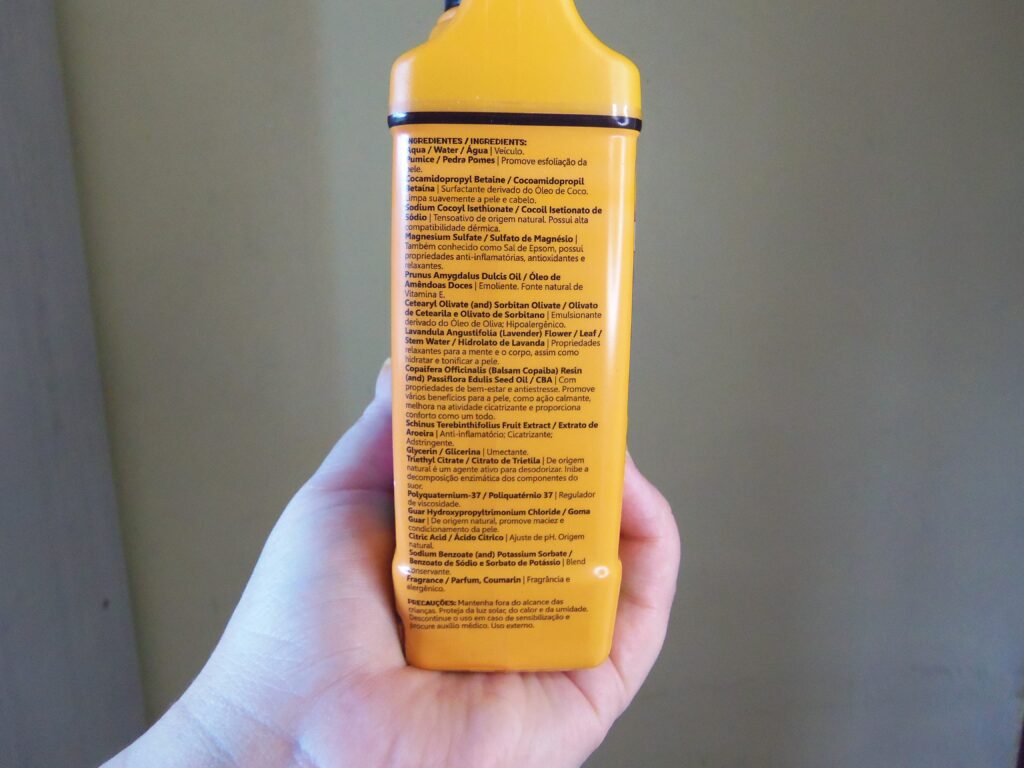 INGREDIENTES / INGREDIENTS:
Aqua / Water / Água | Veículo.
Pumice / Pedra Pomes | Promove esfoliação da
pele.
Cocamidopropyl Betaine / Cocoamidopropil
Betaína | Surfactante derivado do Óleo de Coco.
Limpa suavemente a pele e cabelo.
Sodium Cocoyl Isethionate / Cocoil Isetionato de
Sódio | Tensoativo de origem natural. Possui alta
compatibilidade dérmica.
Magnesium Sulfate / Sulfato de Magnésio |
Também conhecido como Sal de Epsom, possui
propriedades anti-inflamatórias, antioxidantes e
relaxantes.
Prunus Amygdalus Dulcis Oil / Óleo de
Amêndoas Doces | Emoliente. Fonte natural de
Vitamina E.
Cetearyl Olivate (and) Sorbitan Olivate / Olivato
de Cetearila e Olivato de Sorbitano | Emulsionante
derivado do Óleo de Oliva; Hipoalergênico.
Lavandula Angustifolia (Lavender) Flower / Leaf /
Stem Water / Hidrolato de Lavanda | Propriedades
relaxantes para a mente e o corpo, assim como
hidratar e tonificar a pele.
Copaifera Officinalis (Balsam Copaiba) Resin
(and) Passiflora Edulis Seed Oil / CBA | Com
propriedades de bem-estar e antiestresse. Promove
vários benefícios para a pele, como ação calmante,
melhora na atividade cicatrizante e proporciona
conforto como um todo.
Schinus Terebinthifolius Fruit Extract / Extrato de
Aroeira | Anti-inflamatório; Cicatrizante;
Adstringente.
Glycerin / Glicerina | Umectante.
Triethyl Citrate / Citrato de Trietila | De origem
natural é um agente ativo para desodorizar. Inibe a
decomposição enzimática dos componentes do
suor.
Polyquaternium-37 / Poliquatérnio 37 | Regulador
de viscosidade.
Guar Hydroxypropyltrimonium Chloride / Goma
Guar | De origem natural, promove maciez e
condicionamento da pele.
Citric Acid / Ácido Cítrico | Ajuste de pH. Origem
natural.
Sodium Benzoate (and) Potassium Sorbate /
Benzoato de Sódio e Sorbato de Potássio | Blend
conservante.
Fragrance / Parfum, Coumarin | Fragrância e
alergênico.
PRECAUÇÕES: Mantenha fora do alcance das
crianças. Proteja da luz solar, do calor e da umidade.
Descontinue o uso em caso de sensibilização e
procure auxílio médico. Uso externo.